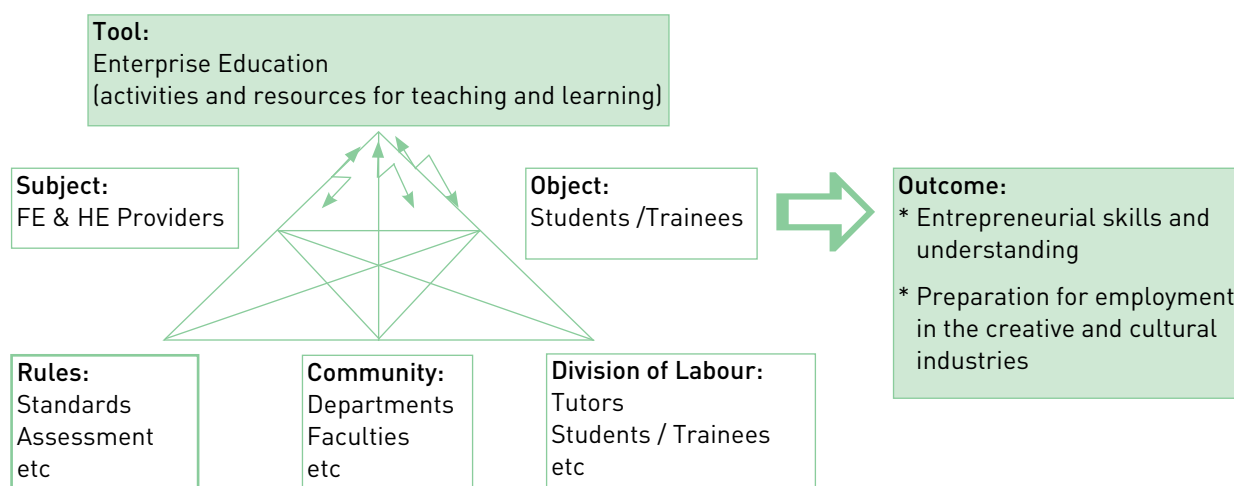 Tool:
Enterprise Education
(activities and resources for teaching and learning)
Subject:
FE & HE Providers
Object:
Students /Trainees
Outcome:
* Entrepreneurial skills and
understanding
* Preparation for employment
in the creative and cultural
industries
Rules:
Standards
Assessment
etc
Community:
Departments
Faculties
etc
Division of Labour:
Tutors
Students / Trainees
etc